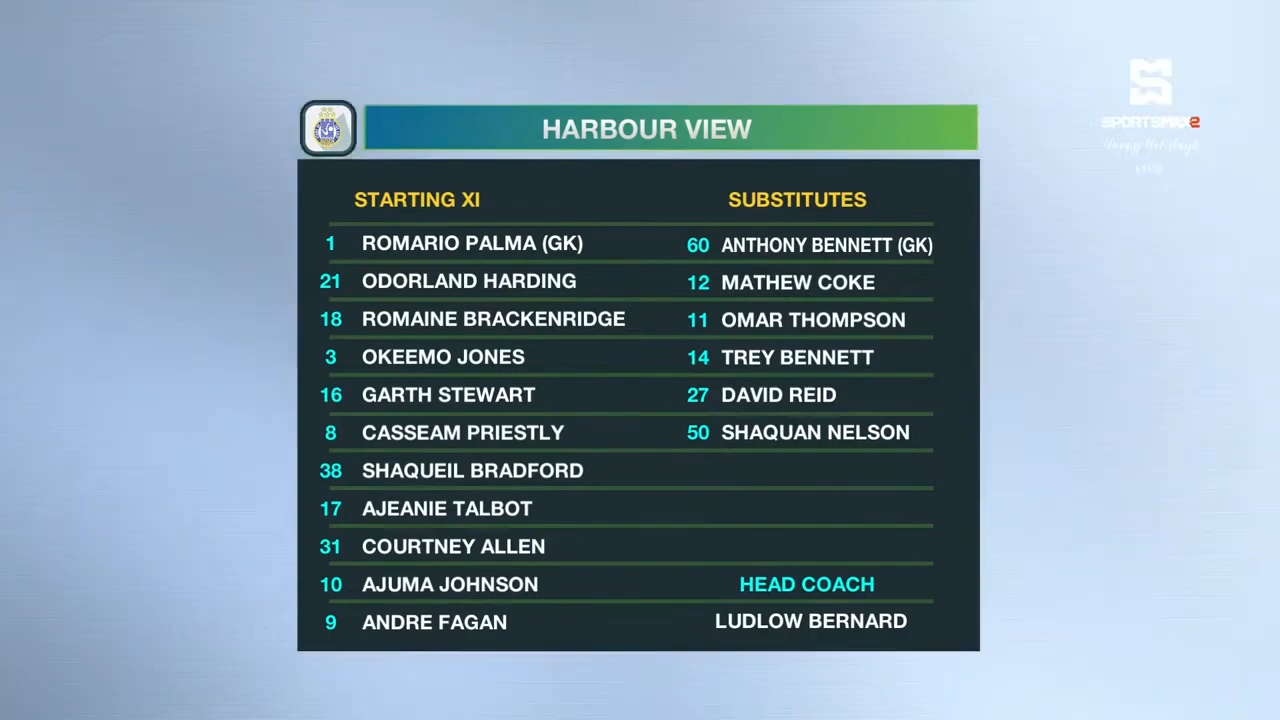 HARBOUR VIEW
SPORTSMAX2
Happy Holidays
STARTING XI
1 ROMARIO PALMA (GK)
21 ODORLAND HARDING
18 ROMAINE BRACKENRIDGE
3 OKEEMO JONES
16 GARTH STEWART
8 CASSEAM PRIESTLY
38 SHAQUEIL BRADFORD
17 AJEANIE TALBOT
31 COURTNEY ALLEN
10 AJUMA JOHNSON
9 ANDRE FAGAN
SUBSTITUTES
60 ANTHONY BENNETT (GK)
12 MATHEW COKE
11 OMAR THOMPSON
14 TREY BENNETT
27 DAVID REID
50 SHAQUAN NELSON
HEAD COACH
LUDLOW BERNARD